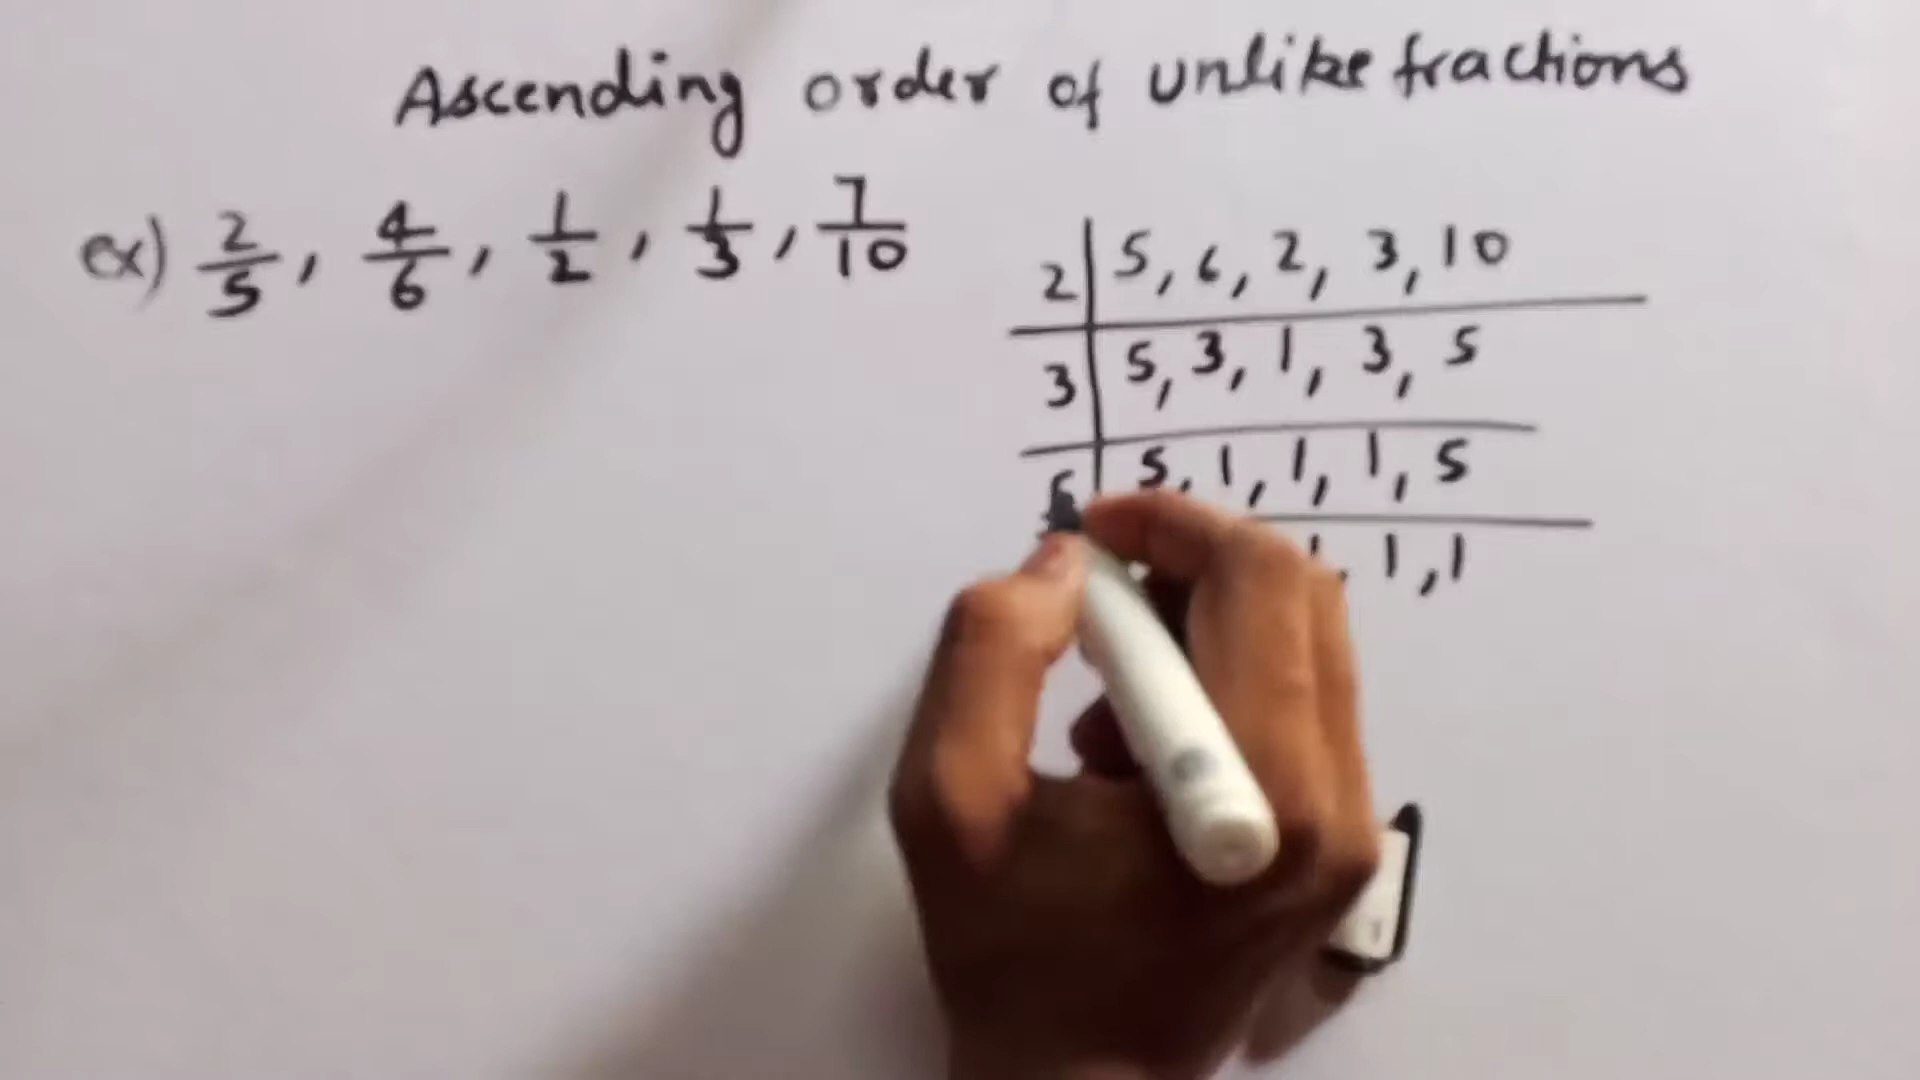 Ascending order of unlike fractions
ex) 2/5, 4/6, 1/2, 1/3, 7/10
2 | 5, 6, 2, 3, 10
3 | 5, 3, 1, 3, 5
5 | 5, 1, 1, 1, 5
1, 1